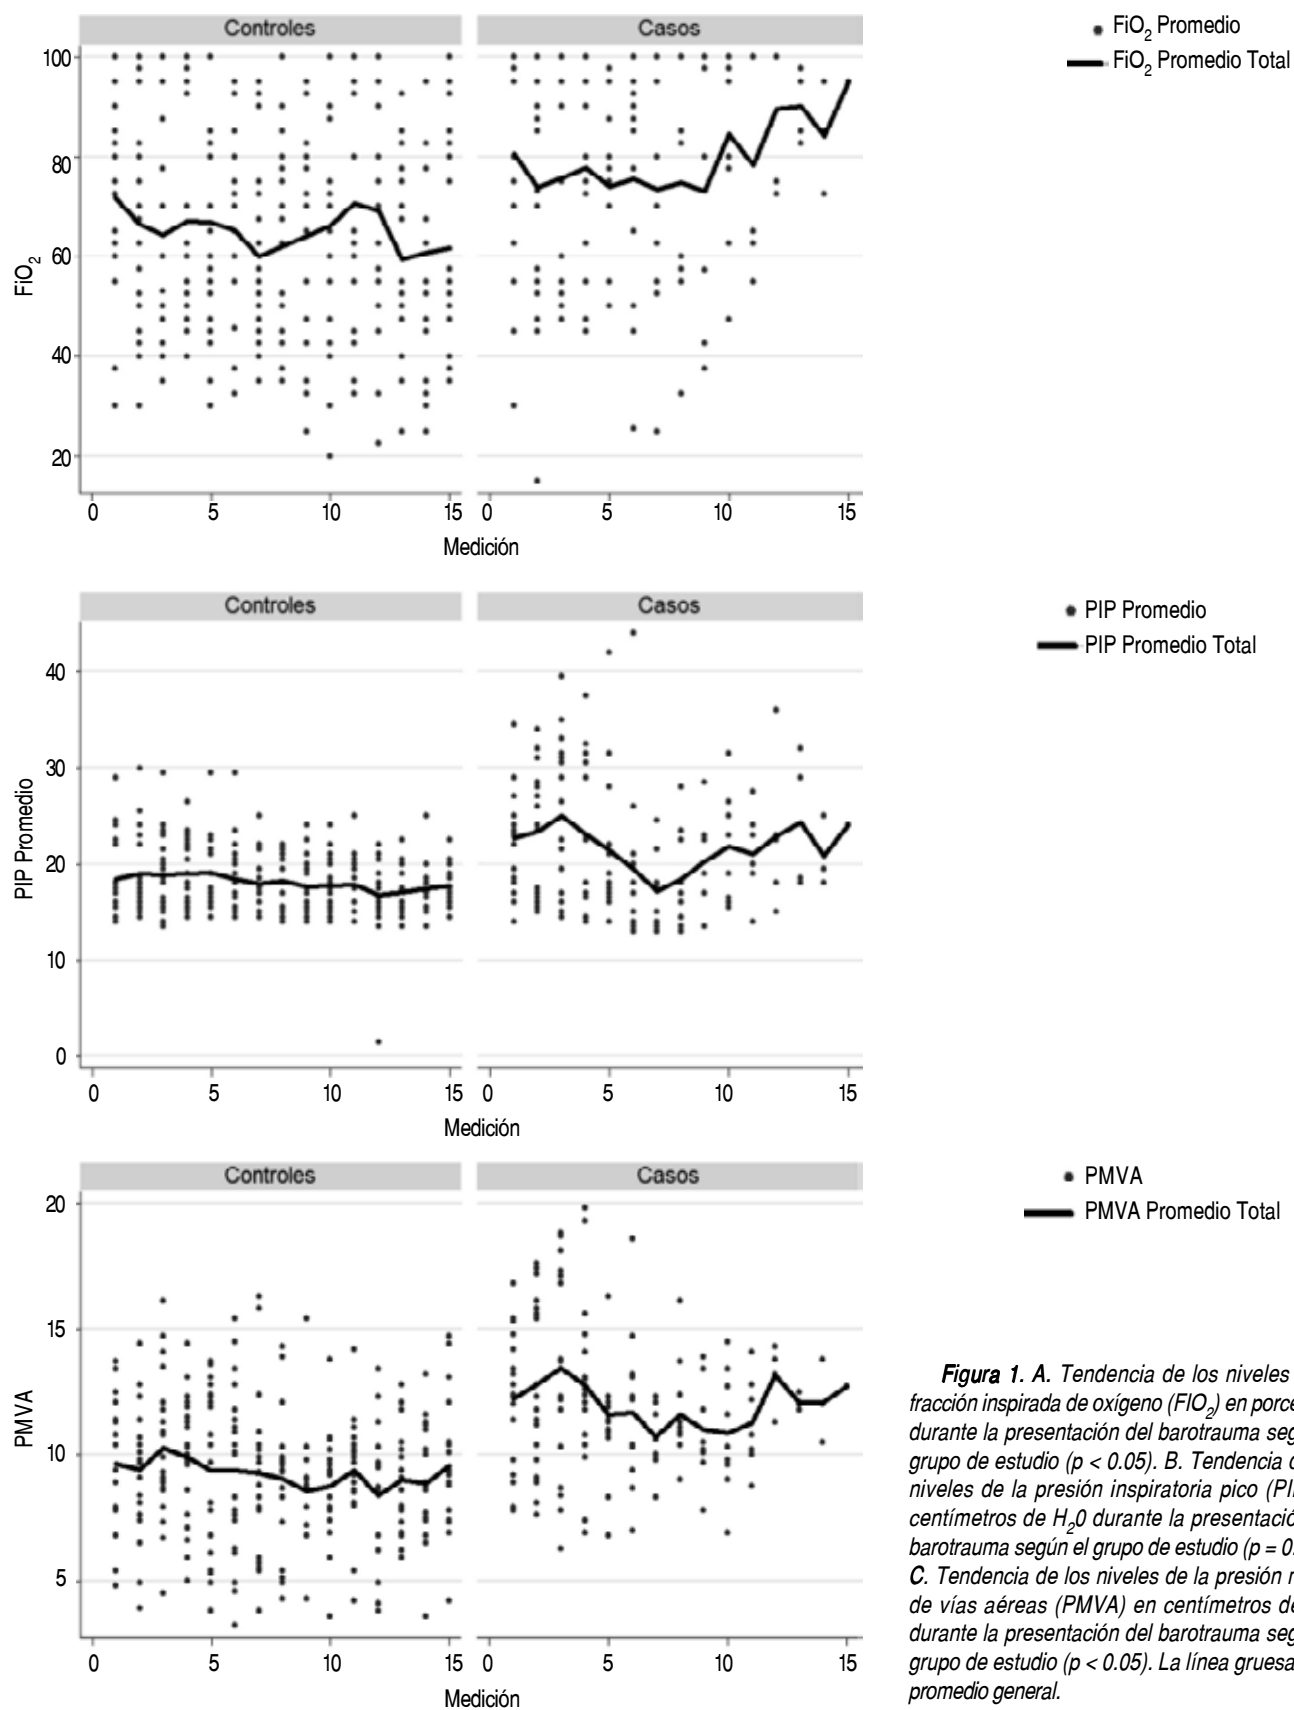 Controles Casos
FiO2 Promedio
FiO2 Promedio Total
100
80
60
40
20
FiO2
0 5 10 15 0 5 10 15
Medición
Controles Casos
PIP Promedio
PIP Promedio Total
40
30
20
10
0
PIP Promedio
0 5 10 15 0 5 10 15
Medición
Controles Casos
PMVA
PMVA Promedio Total
20
15
10
5
PMVA
0 5 10 15 0 5 10 15
Medición
Figura 1. A. Tendencia de los niveles
fracción inspirada de oxígeno (FIO2) en porce
durante la presentación del barotrauma seg
grupo de estudio (p < 0.05). B. Tendencia
niveles de la presión inspiratoria pico (PI
centímetros de H20 durante la presentació
barotrauma según el grupo de estudio (p = 0.
C. Tendencia de los niveles de la presión
de vías aéreas (PMVA) en centímetros de
durante la presentación del barotrauma seg
grupo de estudio (p < 0.05). La línea gruesa
promedio general.